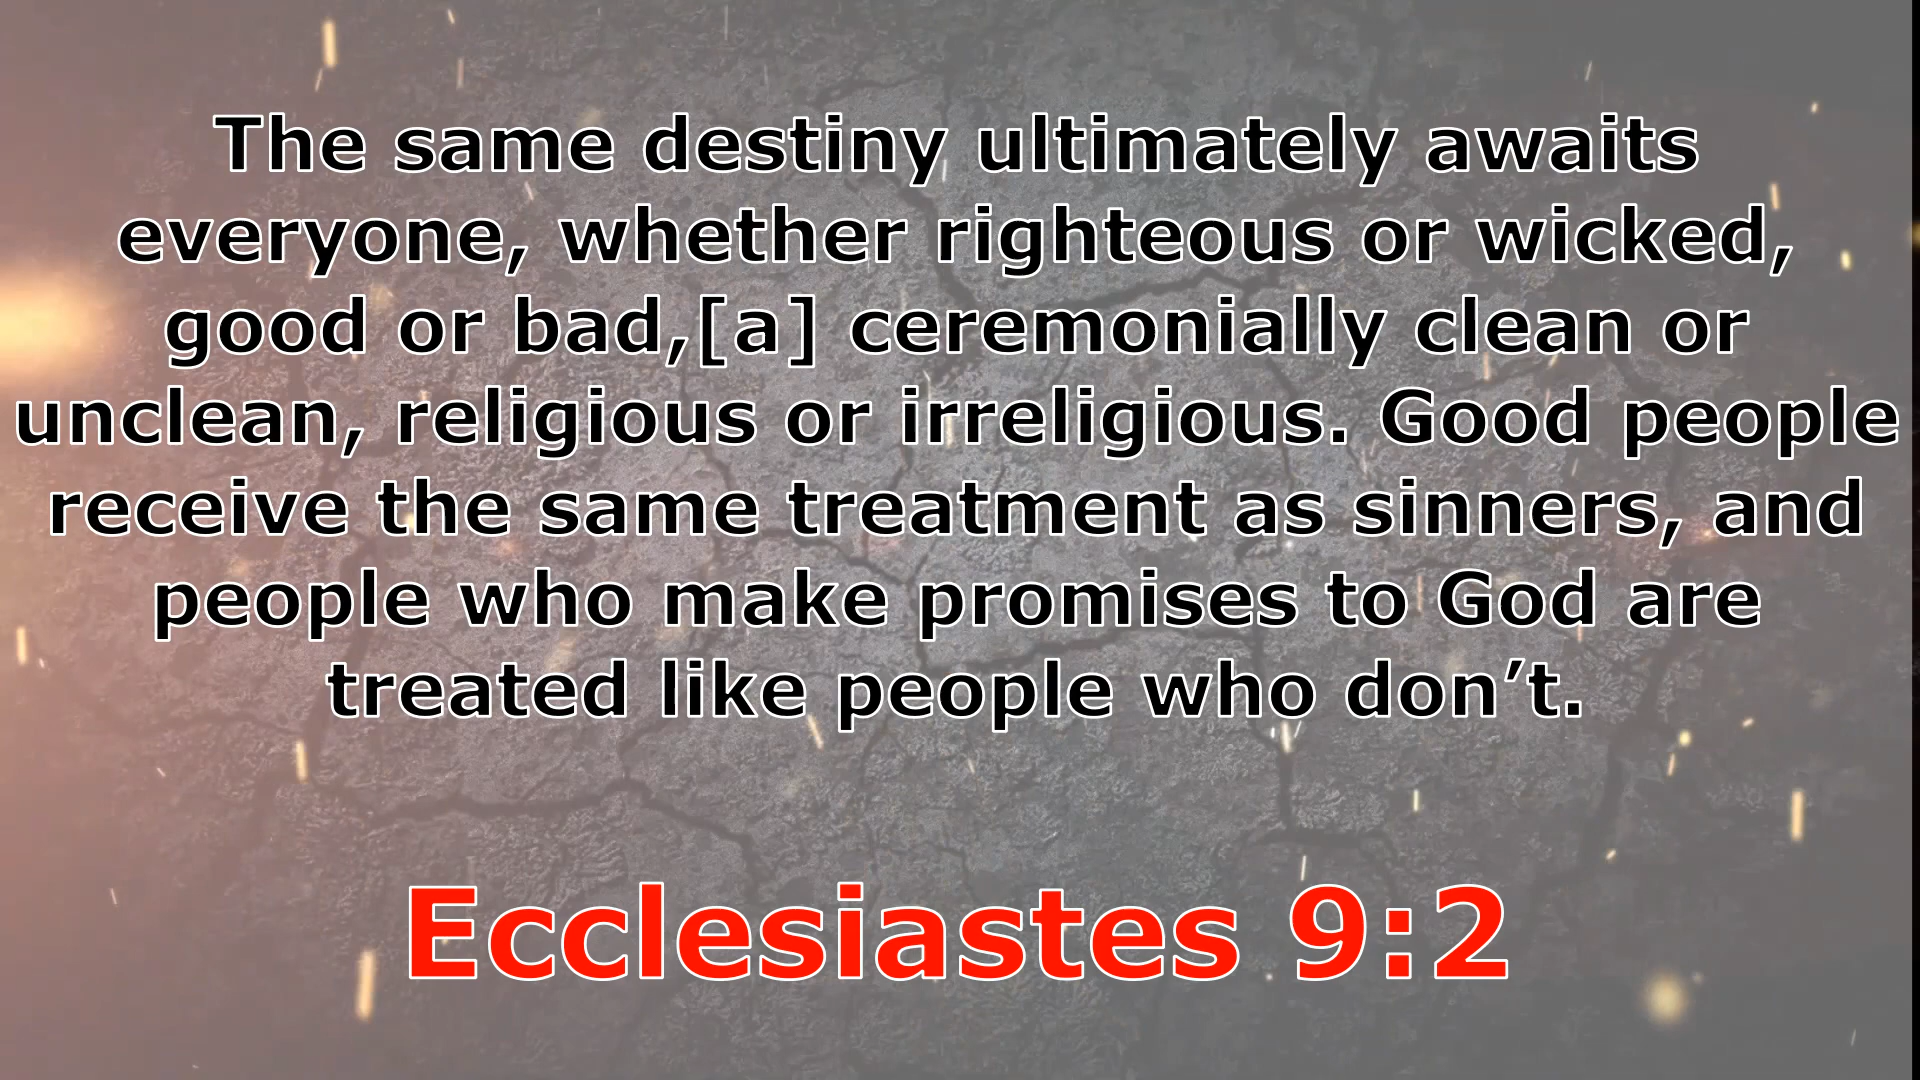 The same destiny ultimately awaits
everyone, whether righteous or wicked,
good or bad,[a] ceremonially clean or
unclean, religious or irreligious. Good people
receive the same treatment as sinners, and
people who make promises to God are
treated like people who don’t.
Ecclesiastes 9:2